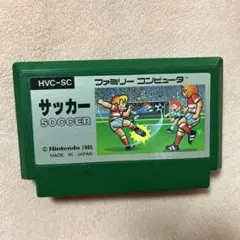 HVC-SC
ファミリー コンピュータ
サッカー
SOCCER
© Nintendo 1985
MADE IN JAPAN